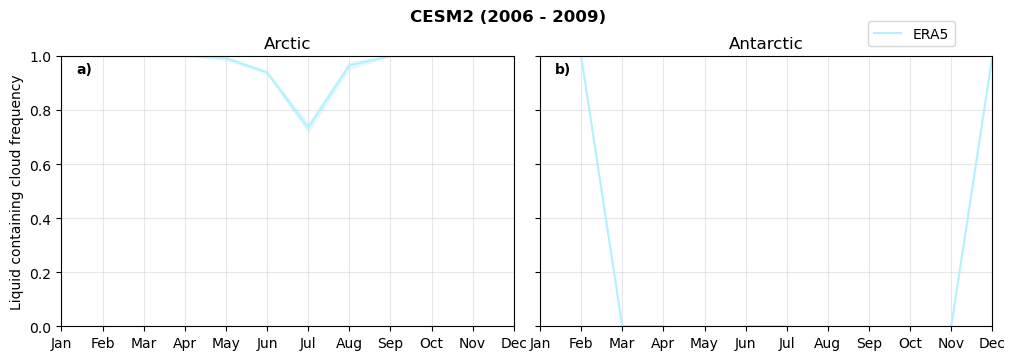 CESM2 (2006 - 2009)
ERA5
Arctic
Antarctic
a)
b)
Liquid containing cloud frequency
1.0
0.8
0.6
0.4
0.2
0.0
Jan Feb Mar Apr May Jun Jul Aug Sep Oct Nov Dec
Jan Feb Mar Apr May Jun Jul Aug Sep Oct Nov Dec